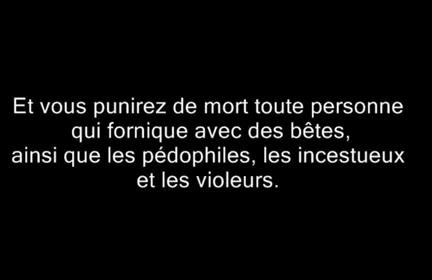 Et vous punirez de mort toute personne
qui fornique avec des bêtes,
ainsi que les pédophiles, les incestueux
et les violeurs.